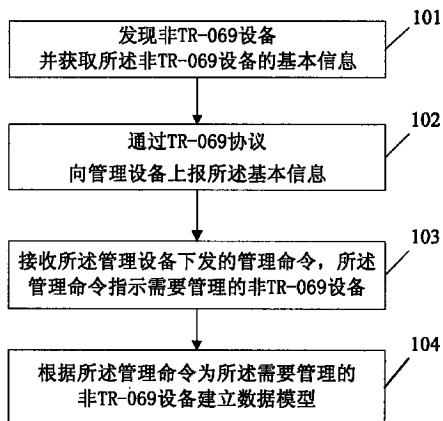 101
发现非TR-069设备
并获取所述非TR-069设备的基本信息
102
通过TR-069协议
向管理设备上报所述基本信息
103
接收所述管理设备下发的管理命令，所述
管理命令指示需要管理的非TR-069设备
104
根据所述管理命令为所述需要管理的
非TR-069设备建立数据模型